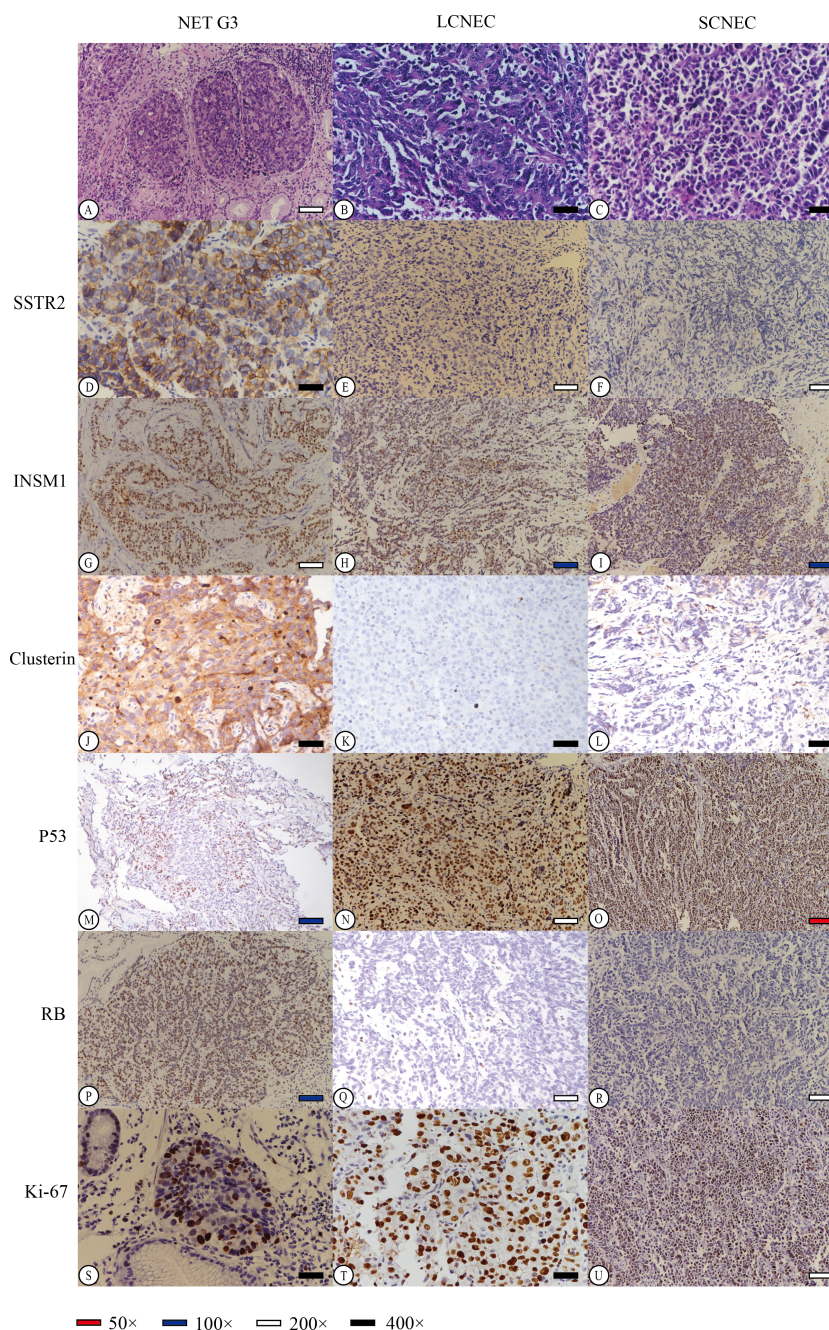 NET G3 LCNEC SCNEC
A B C
SSTR2
D E F
INSM1
G H I
Clusterin
J K L
P53
M N O
RB
P Q R
Ki-67
S T U
50× 100× 200× 400×